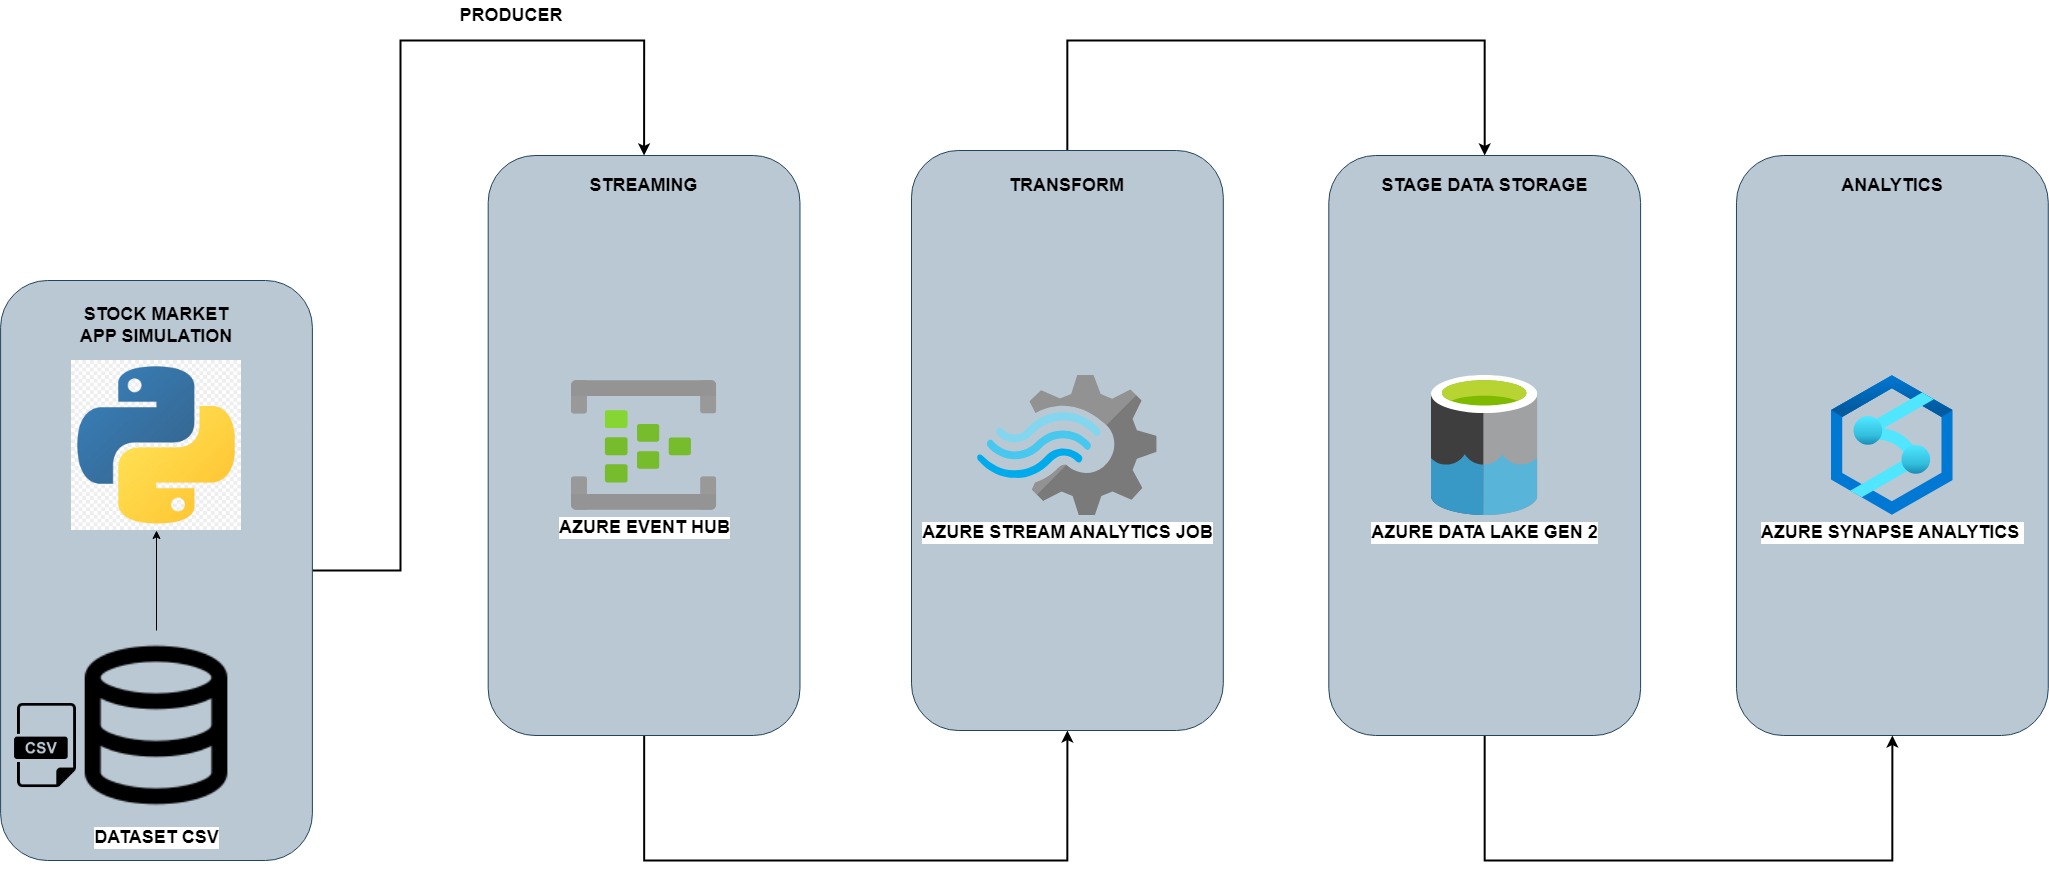 PRODUCER
STREAMING
TRANSFORM
STAGE DATA STORAGE
ANALYTICS
STOCK MARKET
APP SIMULATION
AZURE EVENT HUB
AZURE STREAM ANALYTICS JOB
AZURE DATA LAKE GEN 2
AZURE SYNAPSE ANALYTICS
CSV
DATASET CSV